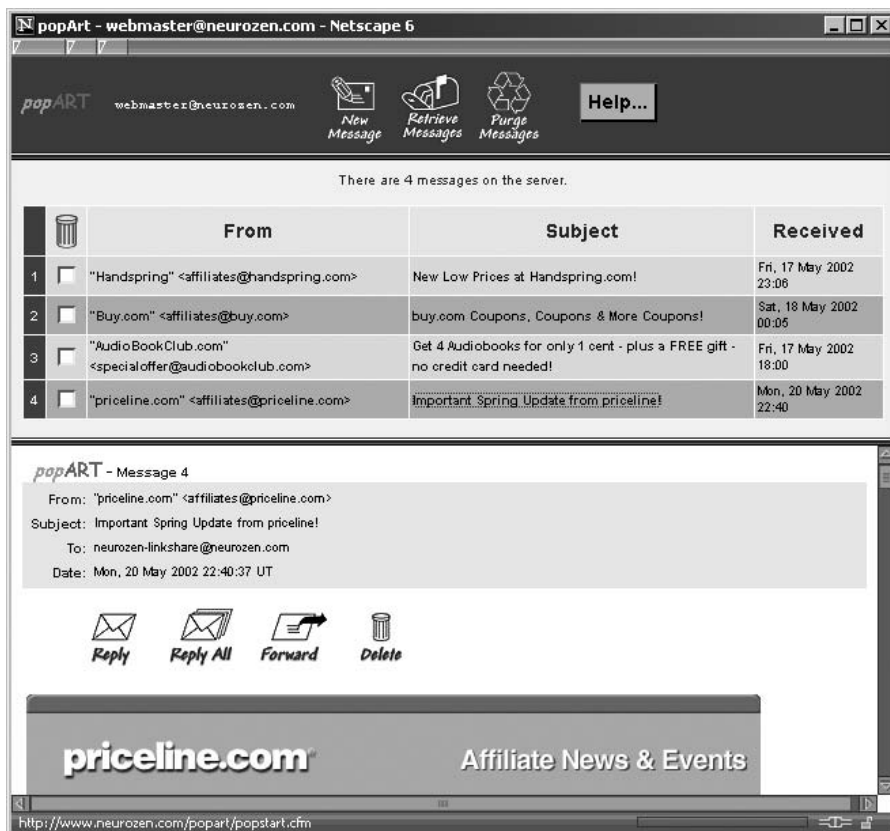 popArt - webmaster@neurozen.com - Netscape 6
popART
webmaster@neurozen.com
New
Message
Retrieve
Messages
Purge
Messages
Help...
There are 4 messages on the server.
From
Subject
Received
1
"Handspring" <affiliates@handspring.com>
New Low Prices at Handspring.com!
Fri, 17 May 2002
23:06
2
"Buy.com" <affiliates@buy.com>
buy.com Coupons, Coupons & More Coupons!
Sat, 18 May 2002
00:05
3
"AudioBookClub.com"
<specialoffer@audiobookclub.com>
Get 4 Audiobooks for only 1 cent - plus a FREE gift -
no credit card needed!
Fri, 17 May 2002
18:00
4
"priceline.com" <affiliates@priceline.com>
Important Spring Update from priceline!
Mon, 20 May 2002
22:40
popART - Message 4
From: "priceline.com" <affiliates@priceline.com>
Subject: Important Spring Update from priceline!
To: neurozen-linkshare@neurozen.com
Date: Mon, 20 May 2002 22:40:37 UT
Reply
Reply All
Forward
Delete
priceline.com®
Affiliate News & Events
http://www.neurozen.com/popart/popstart.cfm